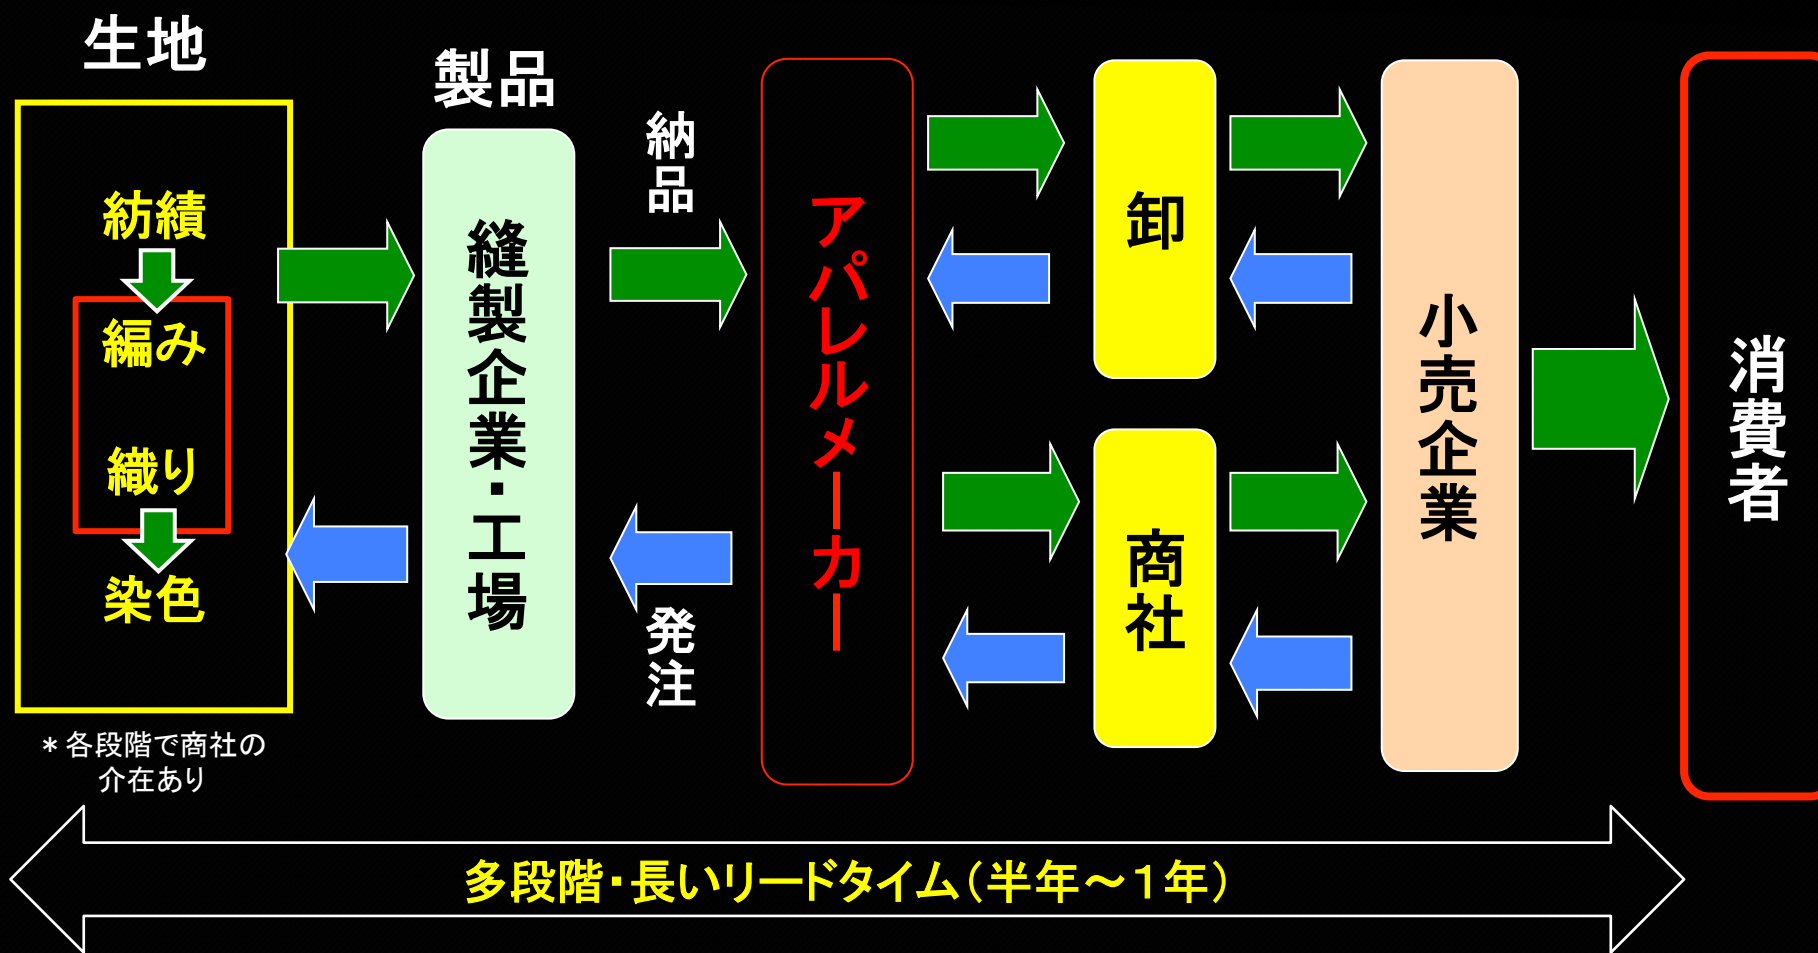 生地
紡績
編み
織り
染色
＊各段階で商社の
介在あり
製品
縫製企業・工場
納品
発注
アパレルメーカー
卸
商社
小売企業
消費者
多段階・長いリードタイム（半年～１年）